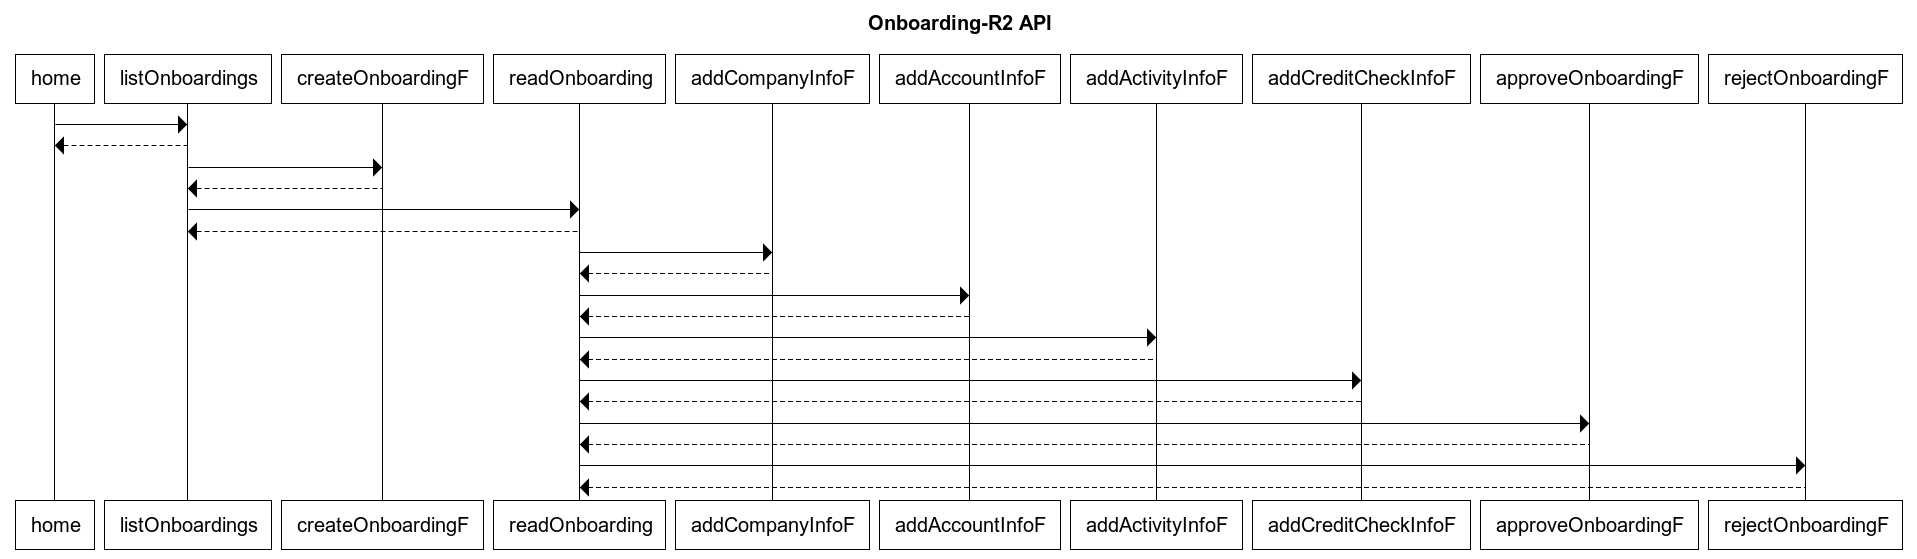 Onboarding-R2 API
home
listOnboardings
createOnboardingF
readOnboarding
addCompanyInfoF
addAccountInfoF
addActivityInfoF
addCreditCheckInfoF
approveOnboardingF
rejectOnboardingF
home
listOnboardings
createOnboardingF
readOnboarding
addCompanyInfoF
addAccountInfoF
addActivityInfoF
addCreditCheckInfoF
approveOnboardingF
rejectOnboardingF